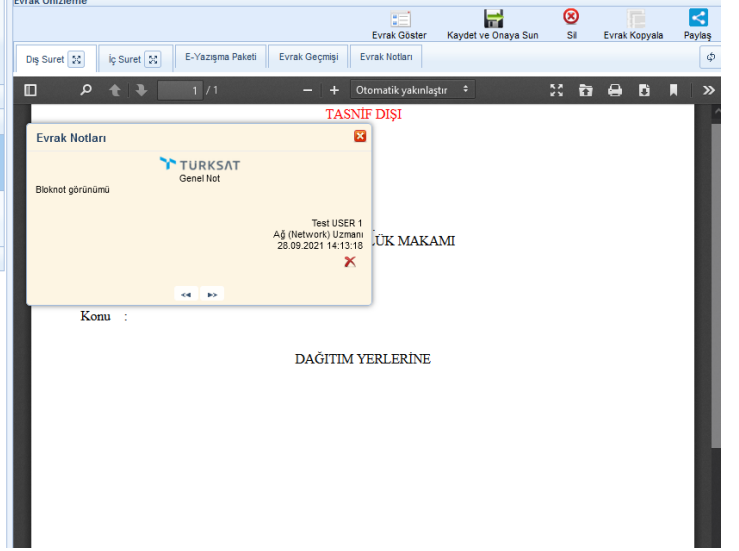 Evrak Önizleme
Evrak Göster
Kaydet ve Onaya Sun
Sil
Evrak Kopyala
Paylaş
Dış Suret
İç Suret
E-Yazışma Paketi
Evrak Geçmişi
Evrak Notları
1 / 1
Otomatik yakınlaştır
TASNİF DIŞI
Evrak Notları
TÜRKSAT
Genel Not
Bloknot görünümü
Test USER 1
Ağ (Network) Uzmanı
28.09.2021 14:13:18
LÜK MAKAMI
Konu :
DAĞITIM YERLERİNE